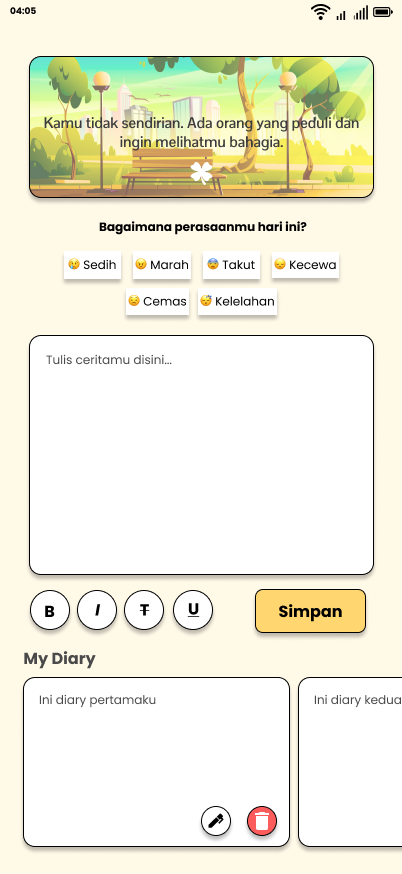 04:05
Kamu tidak sendirian. Ada orang yang peduli dan
ingin melihatmu bahagia.
Bagaimana perasaanmu hari ini?
😢 Sedih 😠 Marah 😨 Takut 😞 Kecewa
😣 Cemas 😴 Kelelahan
Tulis ceritamu disini...
B I T U Simpan
My Diary
Ini diary pertamaku Ini diary kedua